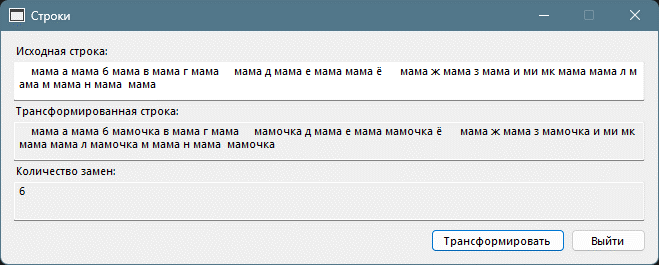 Строки
Исходная строка:
мама а мама б мама в мама г мама     мама д мама е мама мама ё     мама ж мама з мама и ми мк мама мама л м
ама м мама н мама  мама
Трансформированная строка:
мама а мама б мамочка в мама г мама     мамочка д мама е мама мамочка ё     мама ж мама з мамочка и ми мк
мама мама л мамочка м мама н мама  мамочка
Количество замен:
6
Трансформировать
Выйти